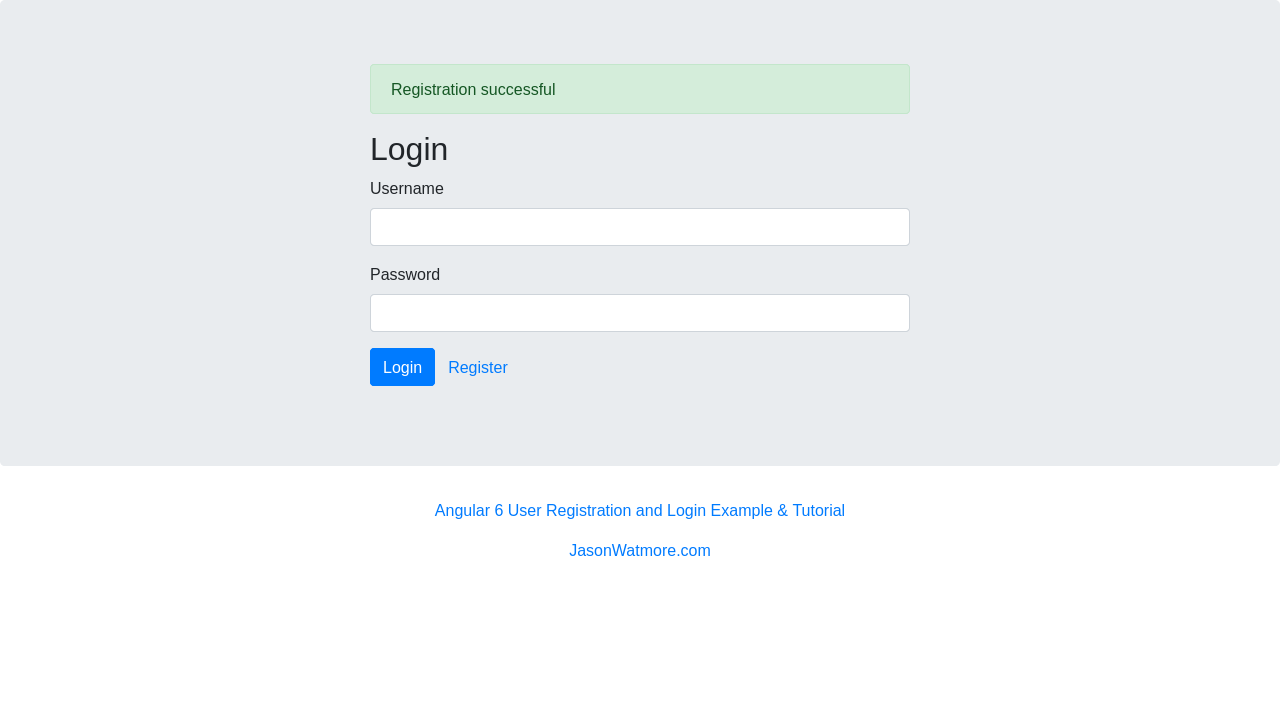 Registration successful
Login
Username
Password
Login Register
Angular 6 User Registration and Login Example & Tutorial
JasonWatmore.com